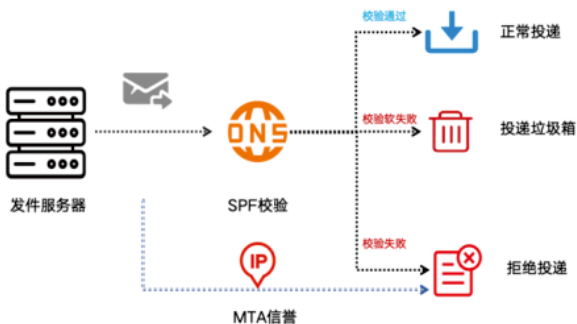 校验通过
正常投递
DNS
校验软失败
投递垃圾箱
发件服务器
SPF校验
校验失败
IP
拒绝投递
MTA信誉